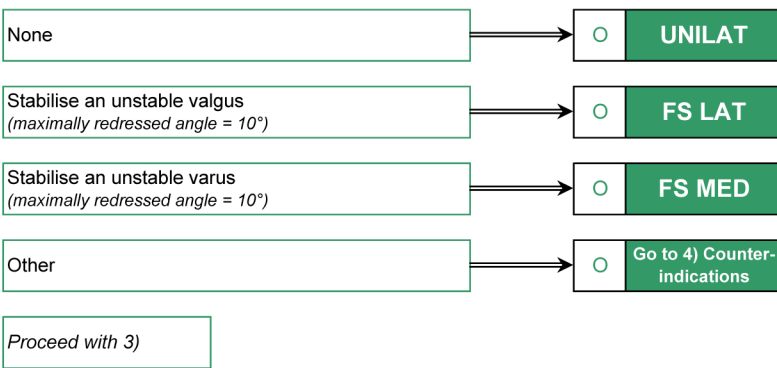 None
O
UNILAT
Stabilise an unstable valgus
(maximally redressed angle = 10°)
O
FS LAT
Stabilise an unstable varus
(maximally redressed angle = 10°)
O
FS MED
Other
O
Go to 4) Counter-
indications
Proceed with 3)